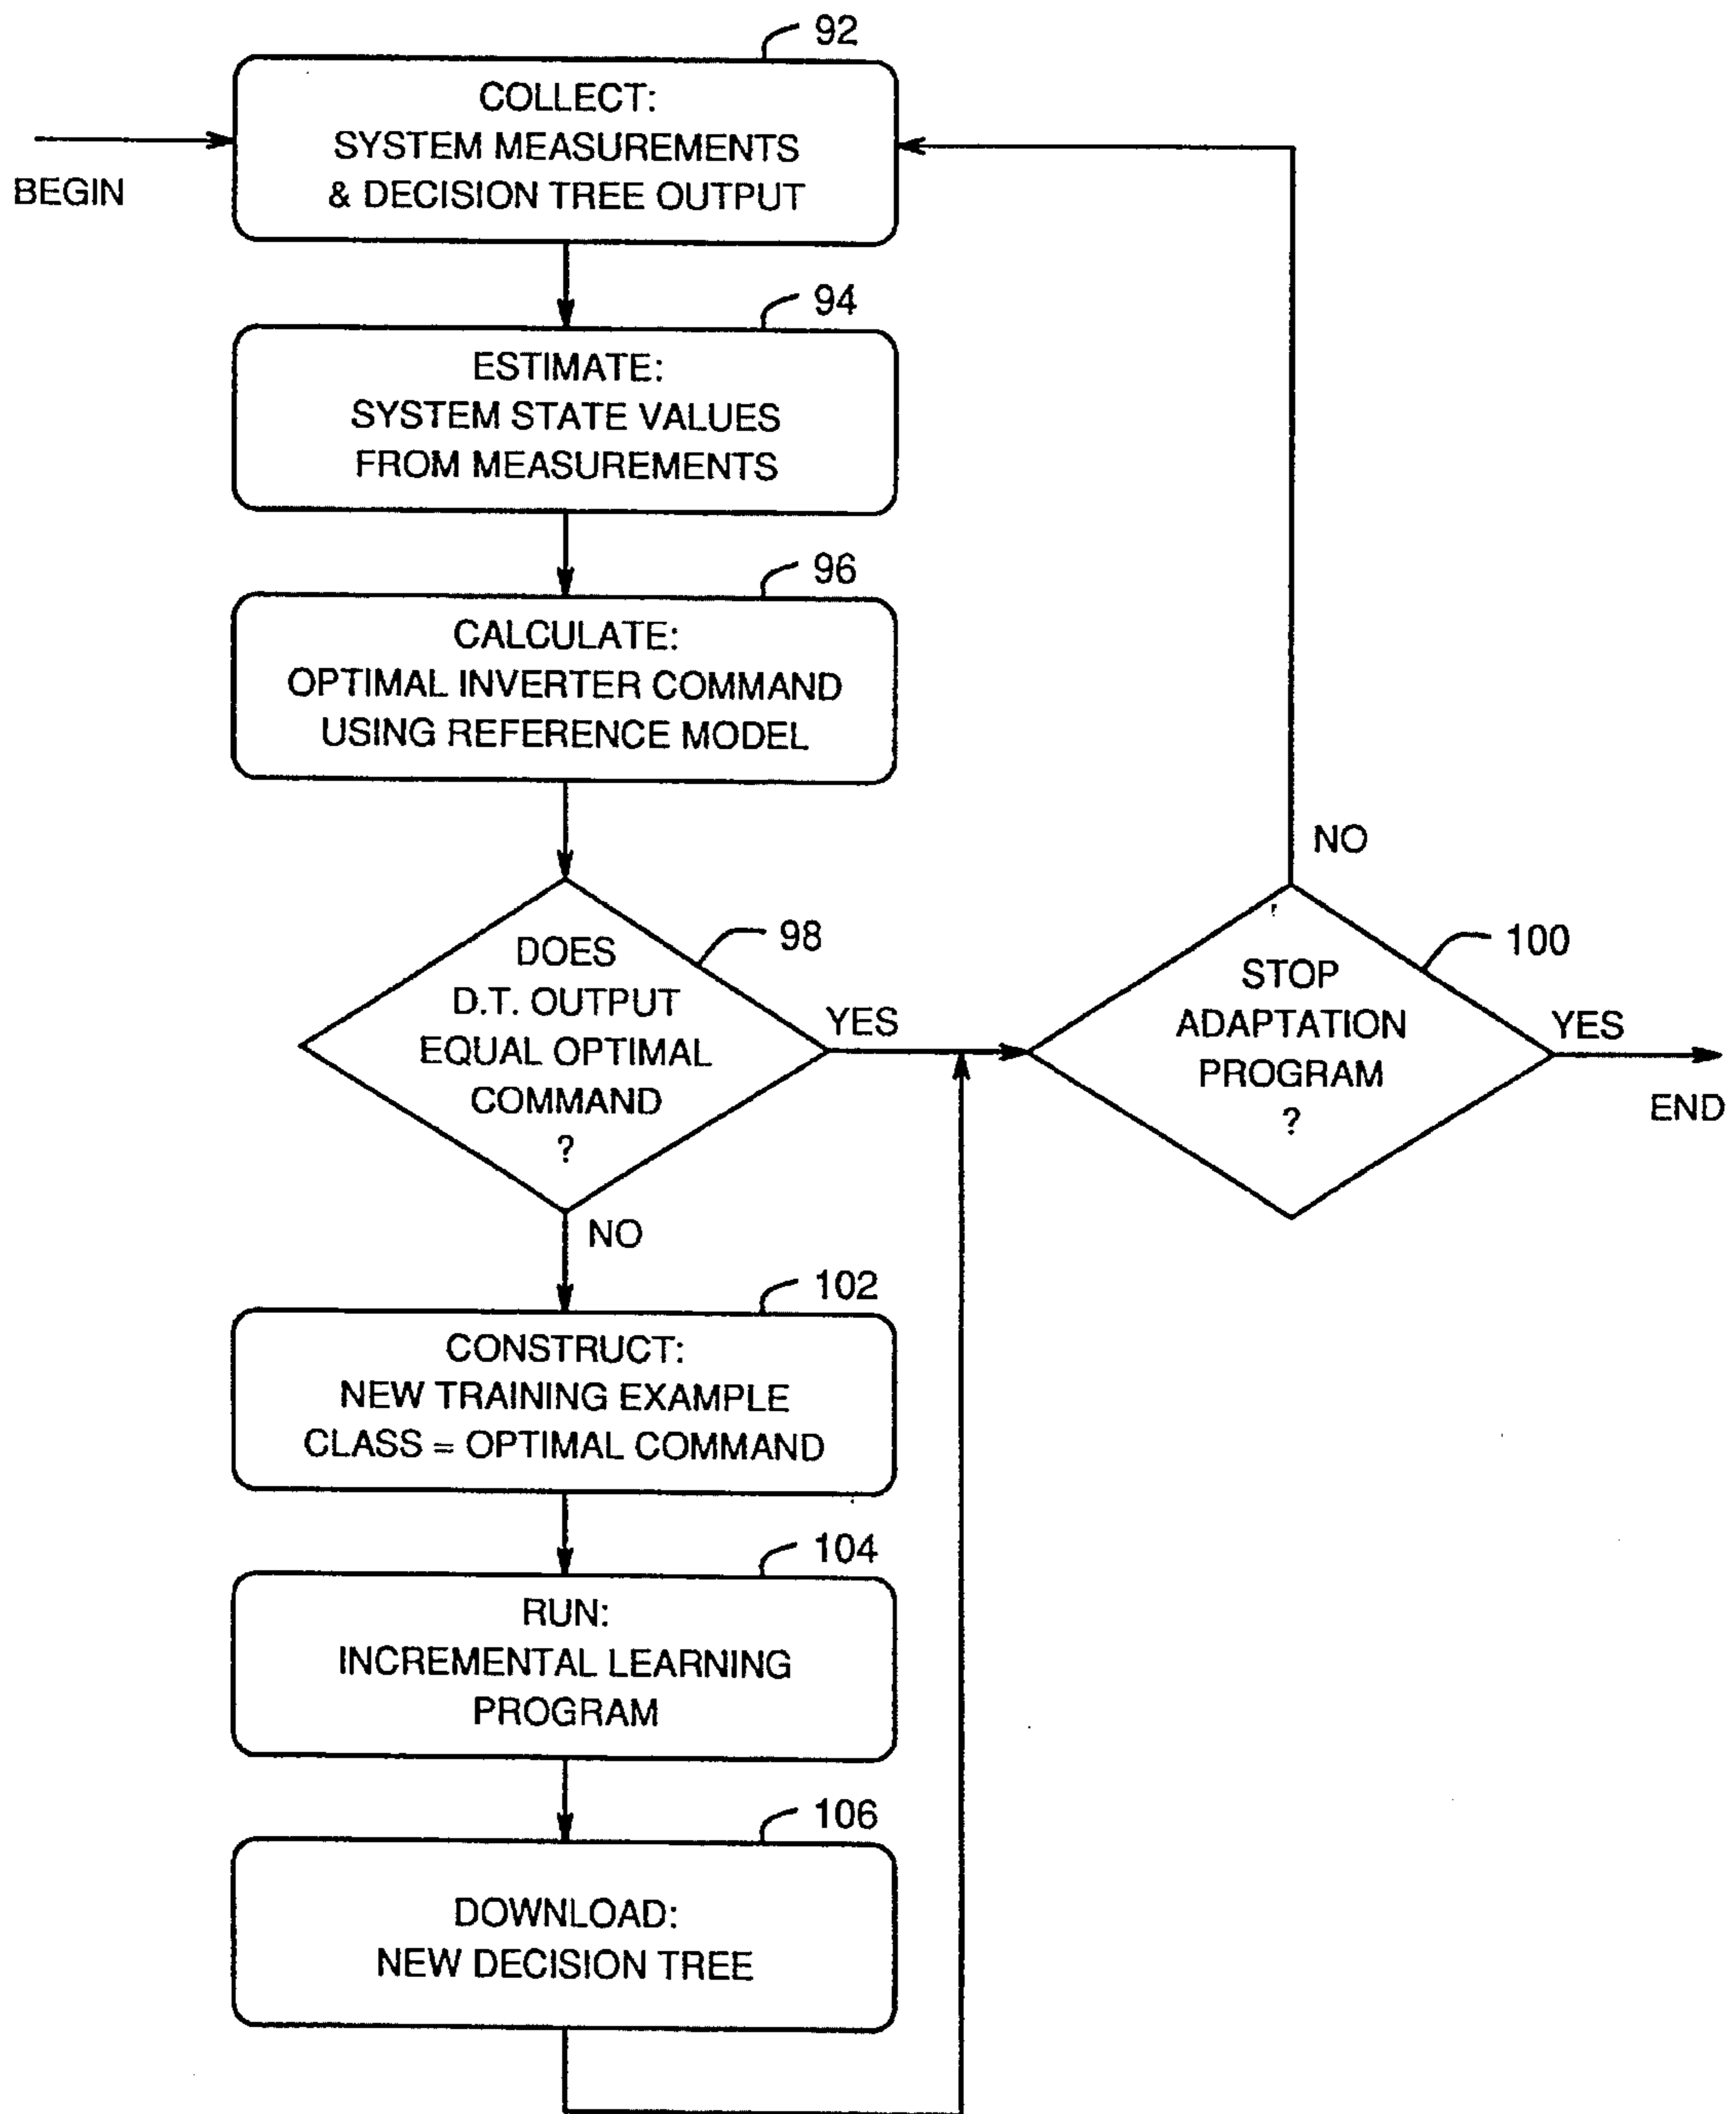 92
COLLECT:
SYSTEM MEASUREMENTS
& DECISION TREE OUTPUT
BEGIN
94
ESTIMATE:
SYSTEM STATE VALUES
FROM MEASUREMENTS
96
CALCULATE:
OPTIMAL INVERTER COMMAND
USING REFERENCE MODEL
98
DOES
D.T. OUTPUT
EQUAL OPTIMAL
COMMAND
?
YES
NO
NO
100
STOP
ADAPTATION
PROGRAM
?
YES
END
102
CONSTRUCT:
NEW TRAINING EXAMPLE
CLASS = OPTIMAL COMMAND
104
RUN:
INCREMENTAL LEARNING
PROGRAM
106
DOWNLOAD:
NEW DECISION TREE